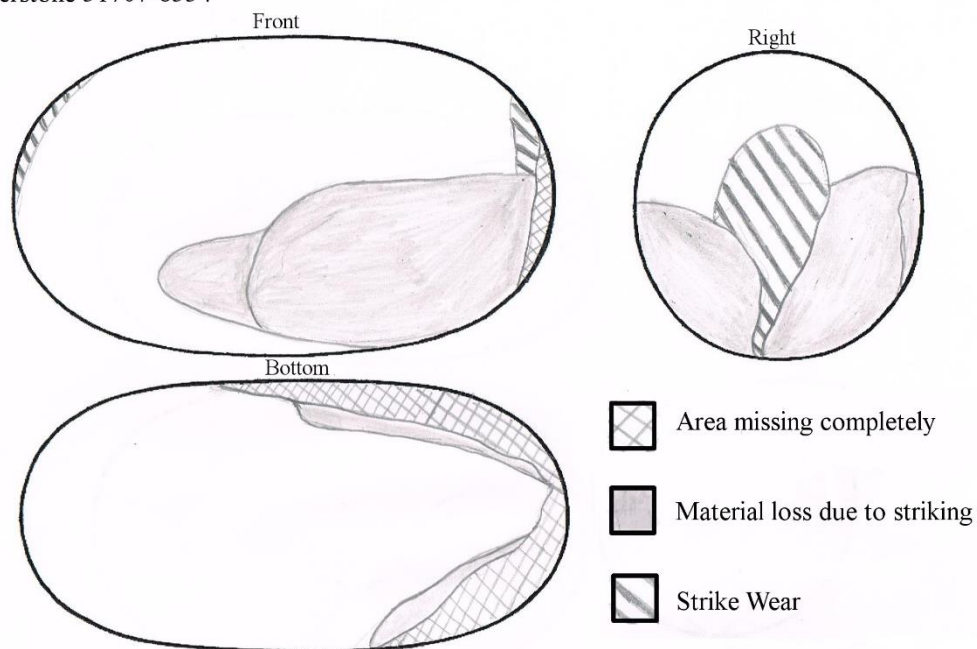 Front
Right
Bottom
Area missing completely
Material loss due to striking
Strike Wear